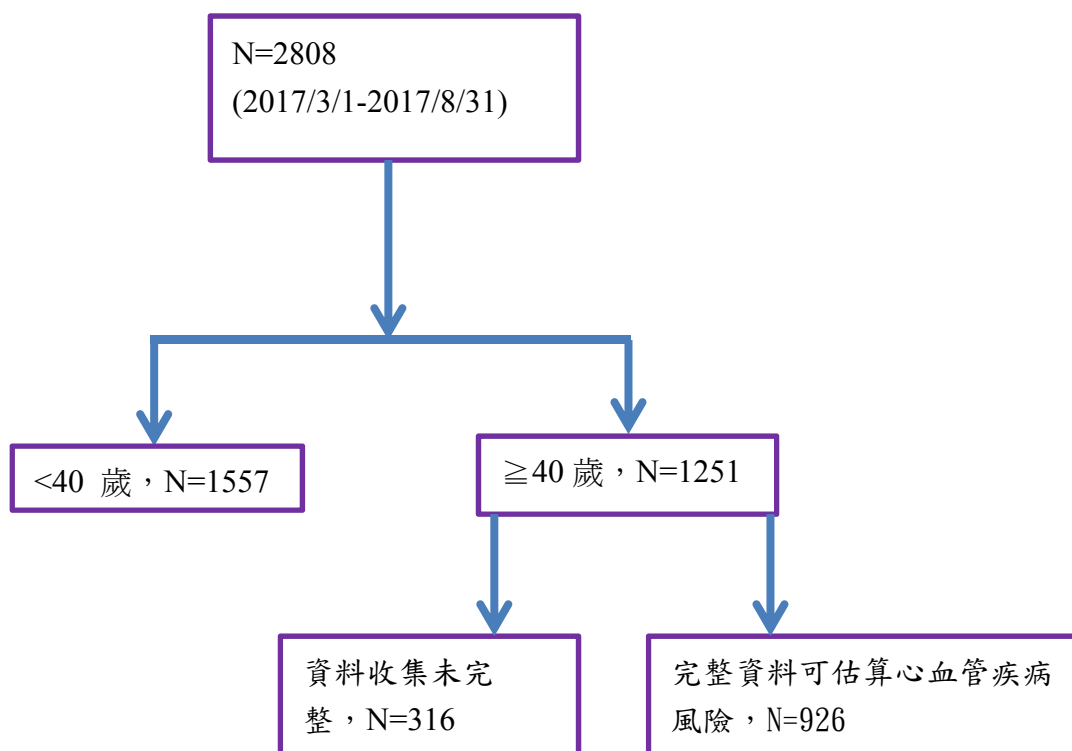 N=2808
(2017/3/1-2017/8/31)
<40 歲，N=1557
≧40 歲，N=1251
資料收集未完
整，N=316
完整資料可估算心血管疾病
風險，N=926